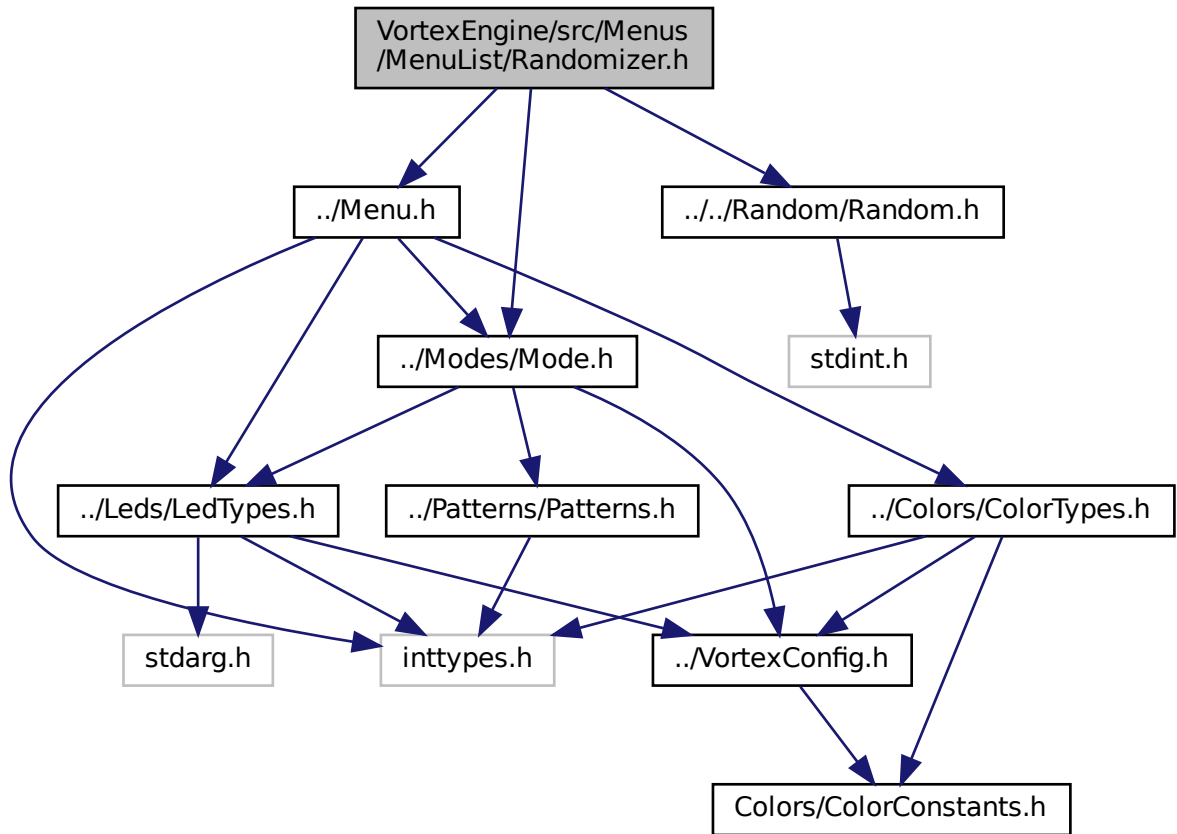 VortexEngine/src/Menus
/MenuList/Randomizer.h
../Menu.h
../../Random/Random.h
../Modes/Mode.h
stdint.h
../Leds/LedTypes.h
../Patterns/Patterns.h
../Colors/ColorTypes.h
stdarg.h
inttypes.h
../VortexConfig.h
Colors/ColorConstants.h